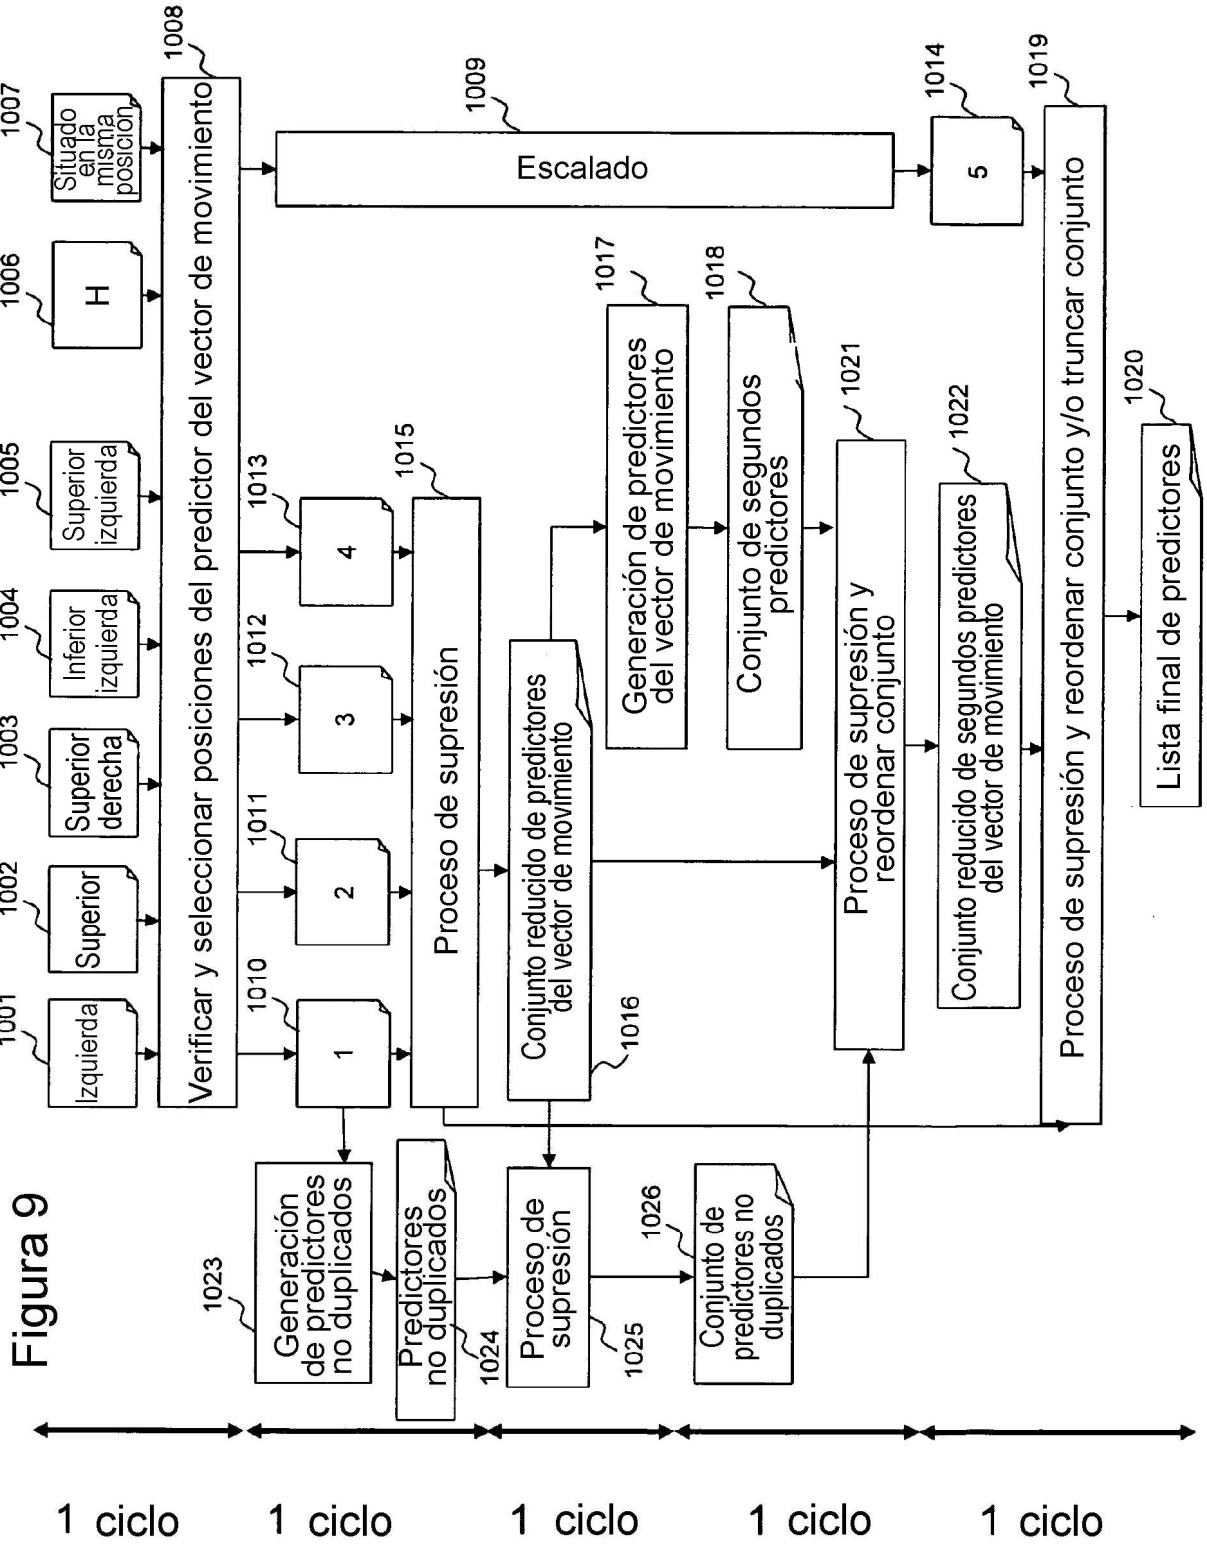 Figura 9
1001
1002
1003
1004
1005
1006
1007
Izquierda
Superior
Superior
derecha
Inferior
izquierda
Superior
izquierda
H
Situado
en la
misma
posición
1008
Verificar y seleccionar posiciones del predictor del vector de movimiento
1009
Escalado
1010
1
1011
2
1012
3
1013
4
1023
Generación
de predictores
no duplicados
1015
Proceso de supresión
1024
Predictores
no duplicados
1016
Conjunto reducido de predictores
del vector de movimiento
1025
Proceso de
supresión
1017
Generación de predictores
del vector de movimiento
1018
Conjunto de segundos
predictores
1026
Conjunto de
predictores no
duplicados
1021
Proceso de supresión y
reordenar conjunto
1014
5
1022
Conjunto reducido de segundos predictores
del vector de movimiento
1019
Proceso de supresión y reordenar conjunto y/o truncar conjunto
1020
Lista final de predictores
1 ciclo
1 ciclo
1 ciclo
1 ciclo
1 ciclo